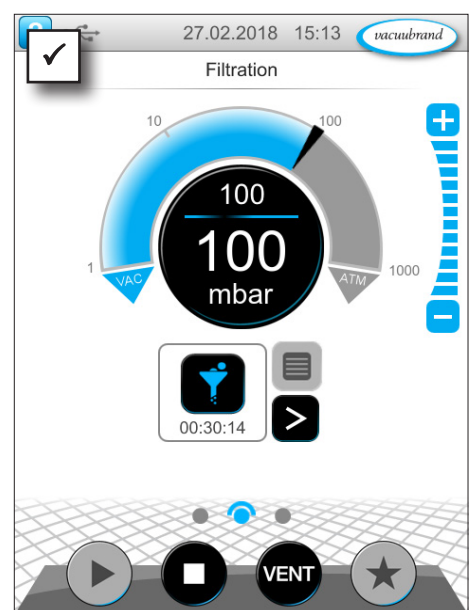 27.02.2018 15:13 vacuubrand
Filtration
10 100
1 1000
VAC ATM
100
100
mbar
00:30:14
VENT